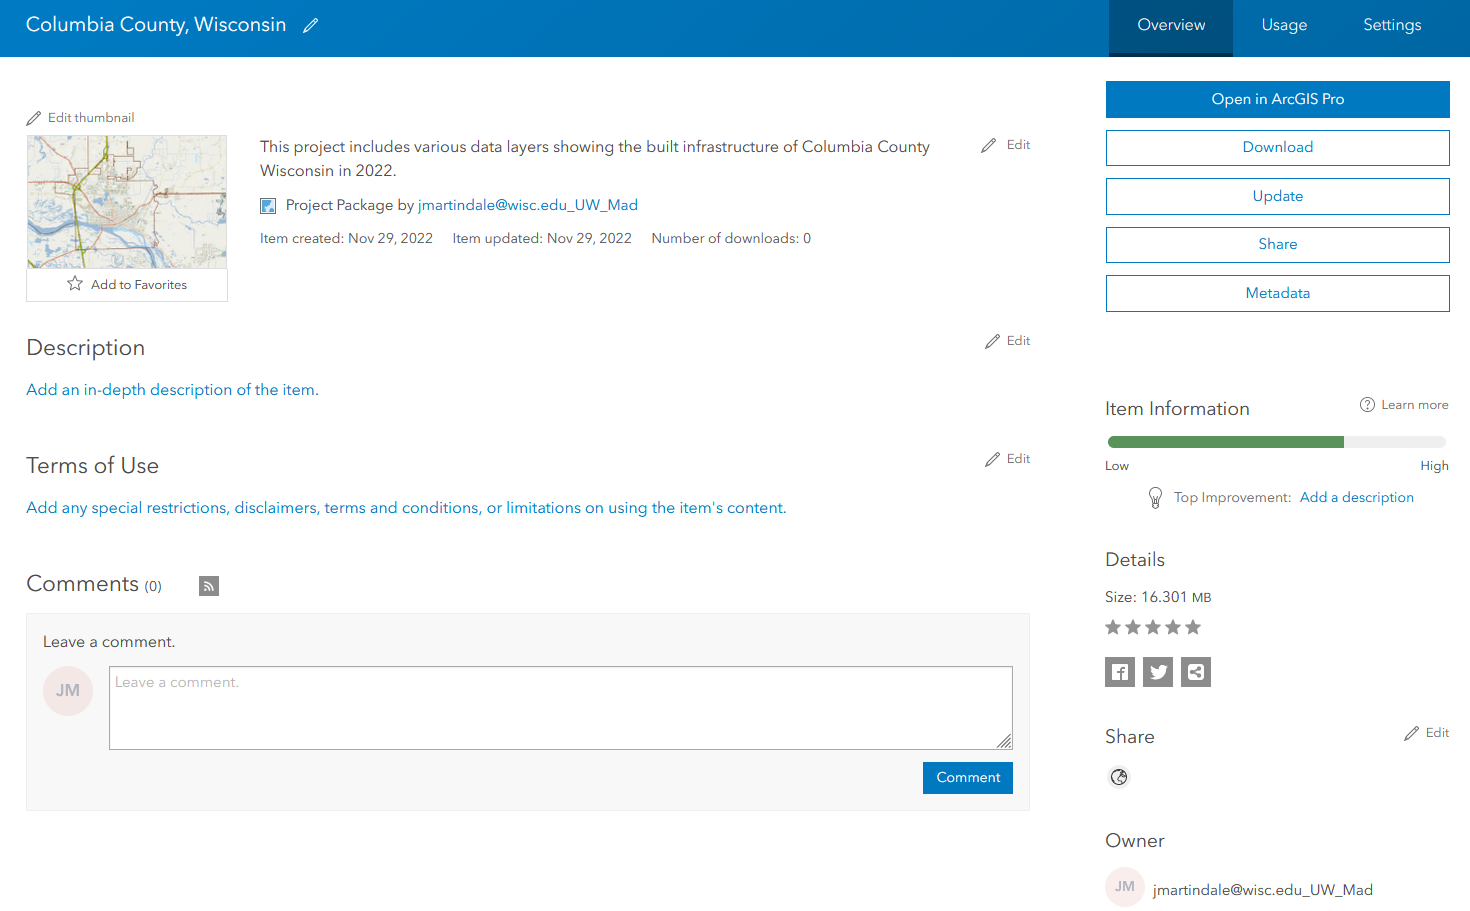 Columbia County, Wisconsin
Overview
Usage
Settings
Edit thumbnail
Add to Favorites
This project includes various data layers showing the built infrastructure of Columbia County
Wisconsin in 2022.
Edit
Project Package by jmartindale@wisc.edu_UW_Mad
Item created: Nov 29, 2022 Item updated: Nov 29, 2022 Number of downloads: 0
Description
Edit
Add an in-depth description of the item.
Terms of Use
Edit
Add any special restrictions, disclaimers, terms and conditions, or limitations on using the item's content.
Comments (0)
Leave a comment.
JM
Leave a comment.
Comment
Open in ArcGIS Pro
Download
Update
Share
Metadata
Item Information
Learn more
Low
High
Top Improvement: Add a description
Details
Size: 16.301 MB
Share
Edit
Owner
JM
jmartindale@wisc.edu_UW_Mad